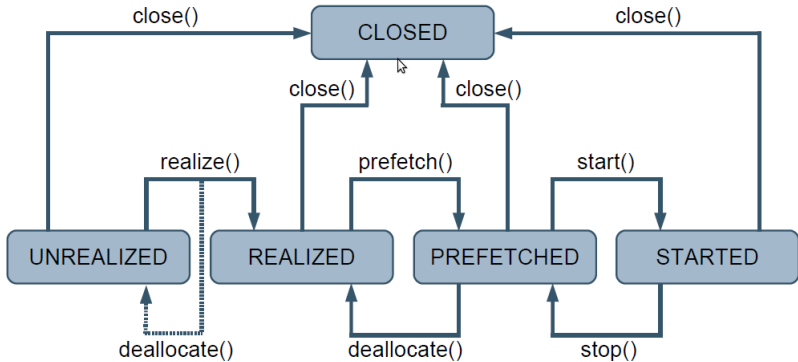 close()
CLOSED
close()
close()
close()
realize()
prefetch()
start()
UNREALIZED
REALIZED
PREFETCHED
STARTED
deallocate()
deallocate()
stop()